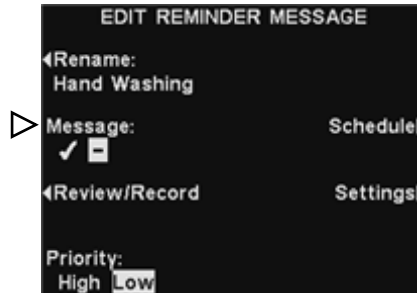 EDIT REMINDER MESSAGE
Rename:
Hand Washing
Message: Schedule
✓ –
Review/Record Settings
Priority:
High Low